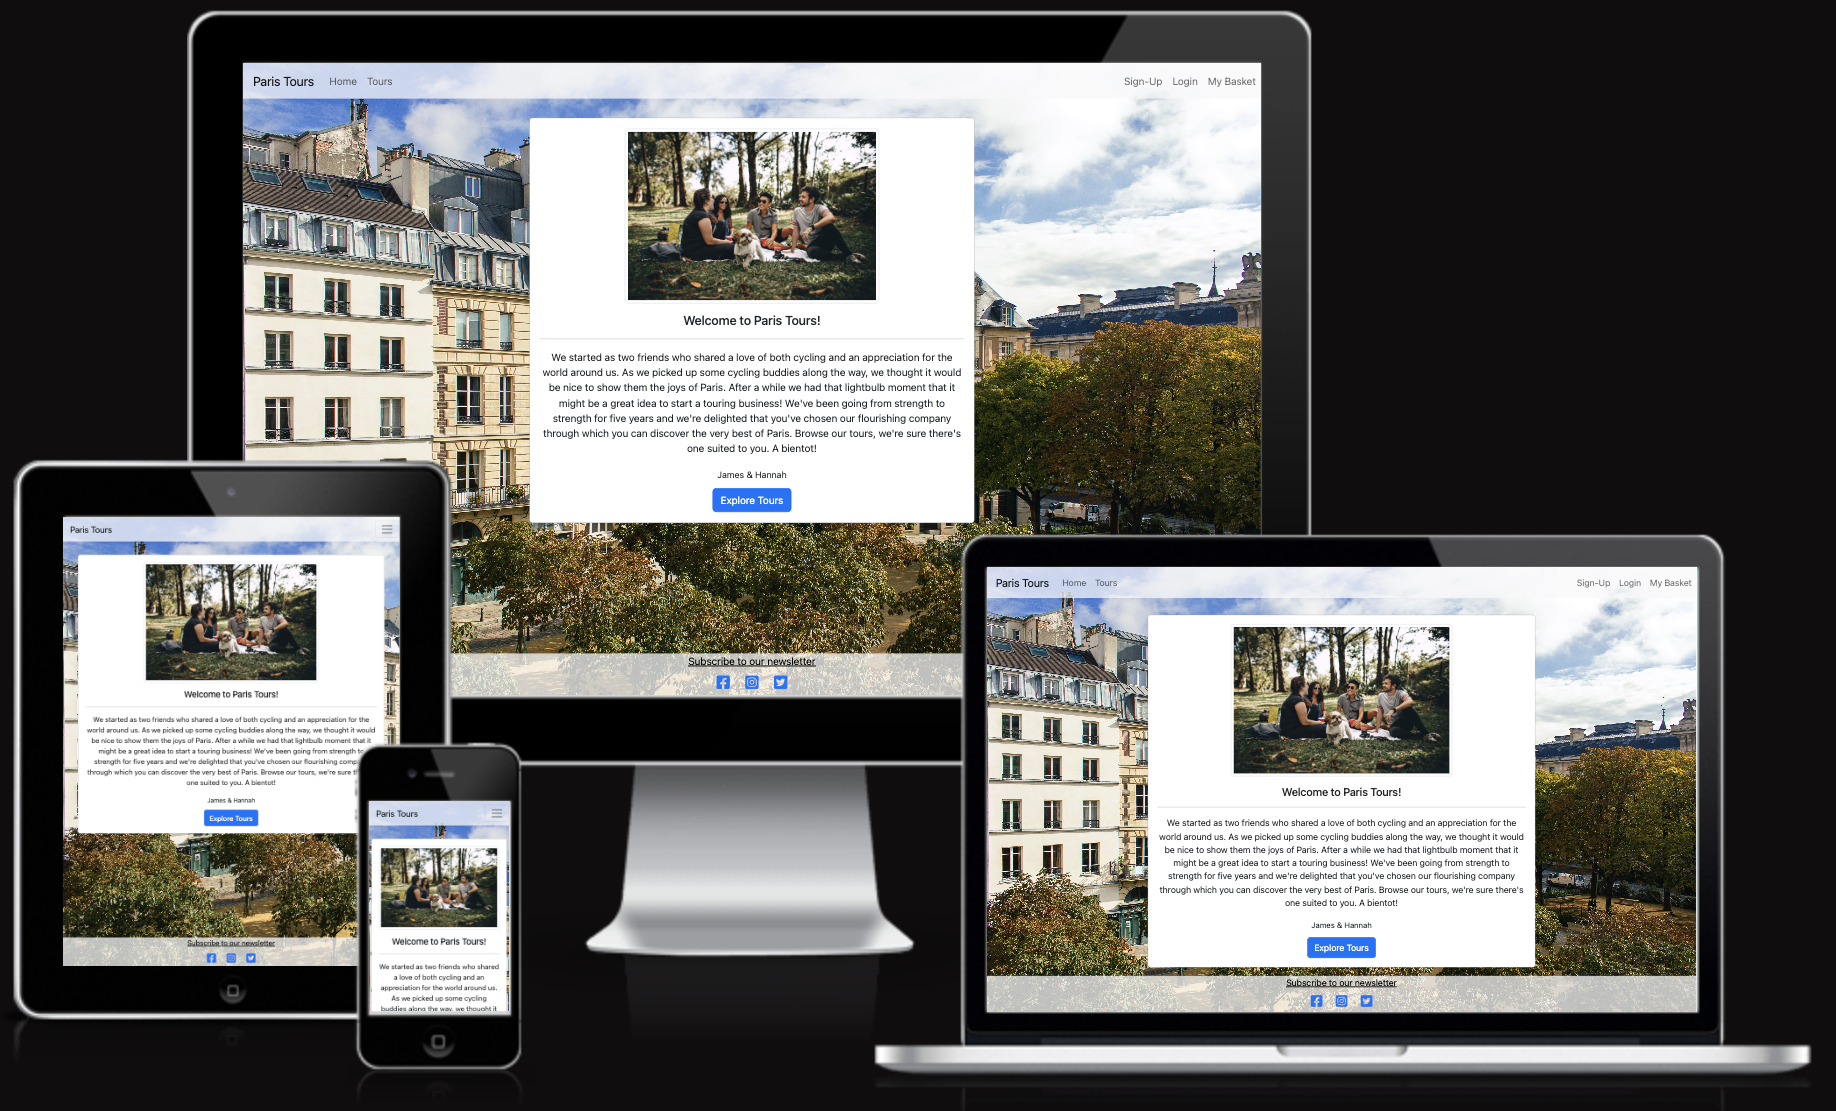 Paris Tours Home Tours Sign-Up Login My Basket
Welcome to Paris Tours!
We started as two friends who shared a love of both cycling and an appreciation for the
world around us. As we picked up some cycling buddies along the way, we thought it would
be nice to show them the joys of Paris. After a while we had that lightbulb moment that it
might be a great idea to start a touring business! We've been going from strength to
strength for five years and we're delighted that you've chosen our flourishing company
through which you can discover the very best of Paris. Browse our tours, we're sure there's
one suited to you. A bientot!
James & Hannah
Explore Tours
Subscribe to our newsletter
Paris Tours
Welcome to Paris Tours!
We started as two friends who shared a love of both cycling and an appreciation for the
world around us. As we picked up some cycling buddies along the way, we thought it would
be nice to show them the joys of Paris. After a while we had that lightbulb moment that it
might be a great idea to start a touring business! We've been going from strength to
strength for five years and we're delighted that you've chosen our flourishing
through which you can discover the very best of Paris. Browse our tours, we're sure
one suited to you. A bientot!
James & Hannah
Explore Tours
Subscribe to our newsletter
Paris Tours
Welcome to Paris Tours!
We started as two friends who shared
a love of both cycling and an
appreciation for the world around us.
As we picked up some cycling
buddies along the way, we thought it
Paris Tours Home Tours Sign-Up Login My Basket
Welcome to Paris Tours!
We started as two friends who shared a love of both cycling and an appreciation for the
world around us. As we picked up some cycling buddies along the way, we thought it would
be nice to show them the joys of Paris. After a while we had that lightbulb moment that it
might be a great idea to start a touring business! We've been going from strength to
strength for five years and we're delighted that you've chosen our flourishing company
through which you can discover the very best of Paris. Browse our tours, we're sure there's
one suited to you. A bientot!
James & Hannah
Explore Tours
Subscribe to our newsletter